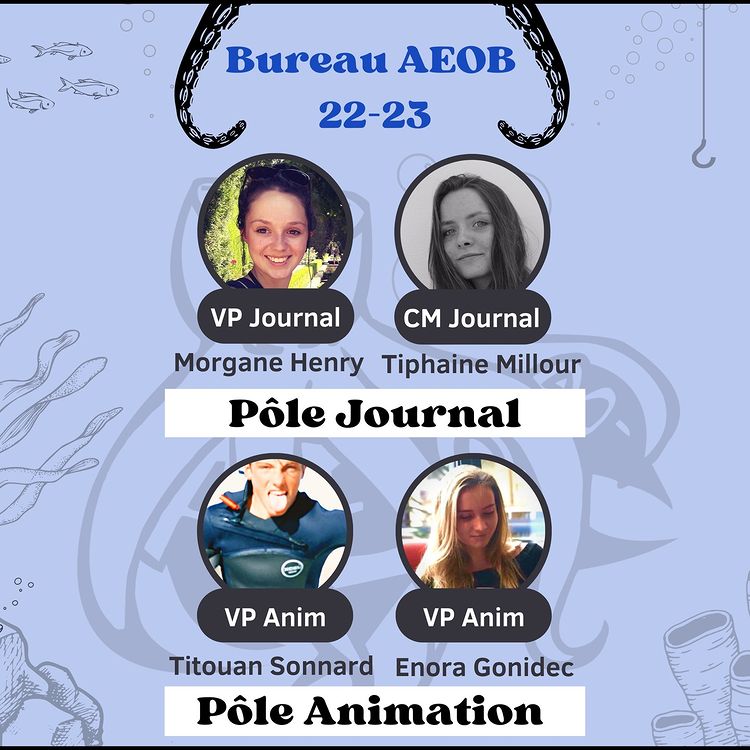 Bureau AEOB
22-23
VP Journal
CM Journal
Morgane Henry
Tiphaine Millour
Pôle Journal
VP Anim
VP Anim
Titouan Sonnard
Enora Gonidec
Pôle Animation